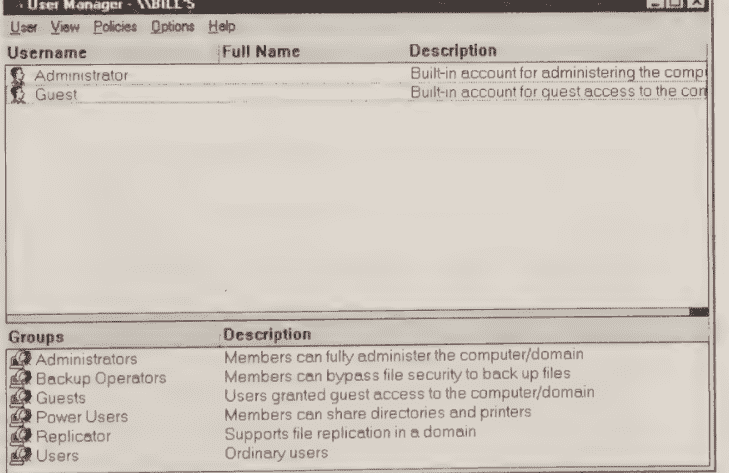 User Manager - \\BILL'S
User View Policies Options Help
Username Full Name Description
Administrator Built-in account for administering the comp
Guest Built-in account for guest access to the con
Groups Description
Administrators Members can fully administer the computer/domain
Backup Operators Members can bypass file security to back up files
Guests Users granted guest access to the computer/domain
Power Users Members can share directories and printers
Replicator Supports file replication in a domain
Users Ordinary users